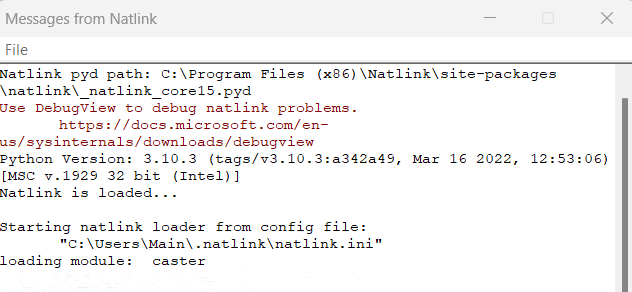 Messages from Natlink
File
Natlink pyd path: C:\Program Files (x86)\Natlink\site-packages
\natlink\_natlink_core15.pyd
Use DebugView to debug natlink problems.
https://docs.microsoft.com/en-
us/sysinternals/downloads/debugview
Python Version: 3.10.3 (tags/v3.10.3:a342a49, Mar 16 2022, 12:53:06)
[MSC v.1929 32 bit (Intel)]
Natlink is loaded...
Starting natlink loader from config file:
"C:\Users\Main\.natlink\natlink.ini"
loading module:  caster